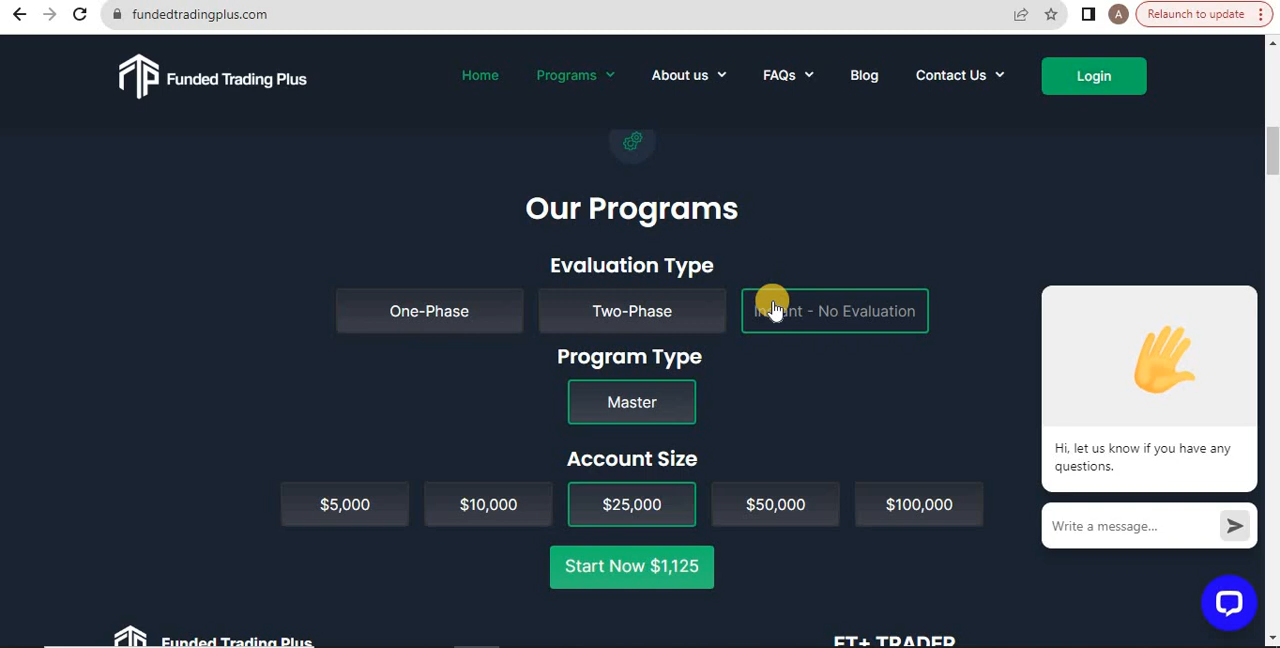 fundedtradingplus.com
A
Relaunch to update
Funded Trading Plus
Home
Programs
About us
FAQs
Blog
Contact Us
Login
Our Programs
Evaluation Type
One-Phase
Two-Phase
Instant - No Evaluation
Program Type
Master
Account Size
$5,000
$10,000
$25,000
$50,000
$100,000
Start Now $1,125
Hi, let us know if you have any
questions.
Write a message...
Funded Trading Plus
FT+ TRADER